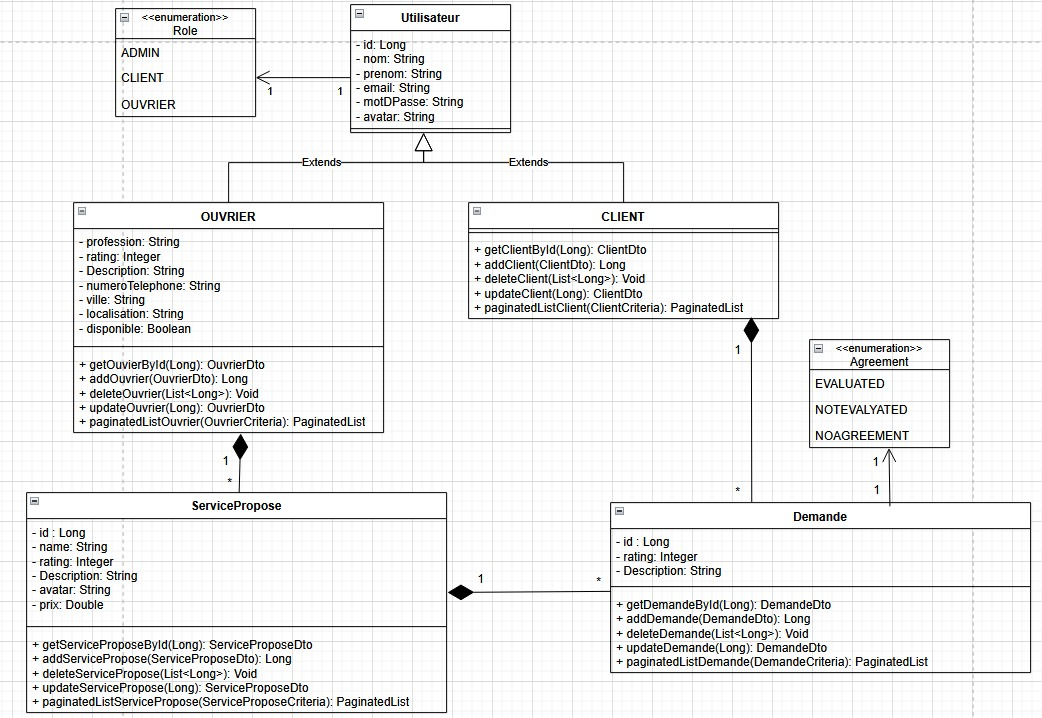 <<enumeration>>
Role
ADMIN
CLIENT
OUVRIER
Utilisateur
- id: Long
- nom: String
- prenom: String
- email: String
- motDPasse: String
- avatar: String
1
1
Extends
Extends
OUVRIER
- profession: String
- rating: Integer
- Description: String
- numeroTelephone: String
- ville: String
- localisation: String
- disponible: Boolean
+ getOuvierById(Long): OuvrierDto
+ addOuvrier(OuvrierDto): Long
+ deleteOuvrier(List<Long>): Void
+ updateOuvrier(Long): OuvrierDto
+ paginatedListOuvrier(OuvrierCriteria): PaginatedList
CLIENT
+ getClientById(Long): ClientDto
+ addClient(ClientDto): Long
+ deleteClient(List<Long>): Void
+ updateClient(Long): ClientDto
+ paginatedListClient(ClientCriteria): PaginatedList
1
*
<<enumeration>>
Agreement
EVALUATED
NOTEVALYATED
NOAGREEMENT
1
1
1
*
ServicePropose
- id : Long
- name: String
- rating: Integer
- Description: String
- avatar: String
- prix: Double
+ getServiceProposeById(Long): ServiceProposeDto
+ addServicePropose(ServiceProposeDto): Long
+ deleteServicePropose(List<Long>): Void
+ updateServicePropose(Long): ServiceProposeDto
+ paginatedListServicePropose(ServiceProposeCriteria): PaginatedList
1
*
Demande
- id : Long
- rating: Integer
- Description: String
+ getDemandeById(Long): DemandeDto
+ addDemande(DemandeDto): Long
+ deleteDemande(List<Long>): Void
+ updateDemande(Long): DemandeDto
+ paginatedListDemande(DemandeCriteria): PaginatedList